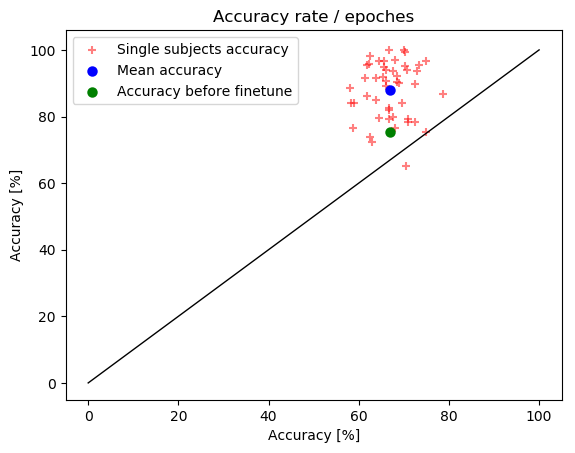 Accuracy rate / epoches
Single subjects accuracy
Mean accuracy
Accuracy before finetune
Accuracy [%]
100
80
60
40
20
0
0 20 40 60 80 100
Accuracy [%]